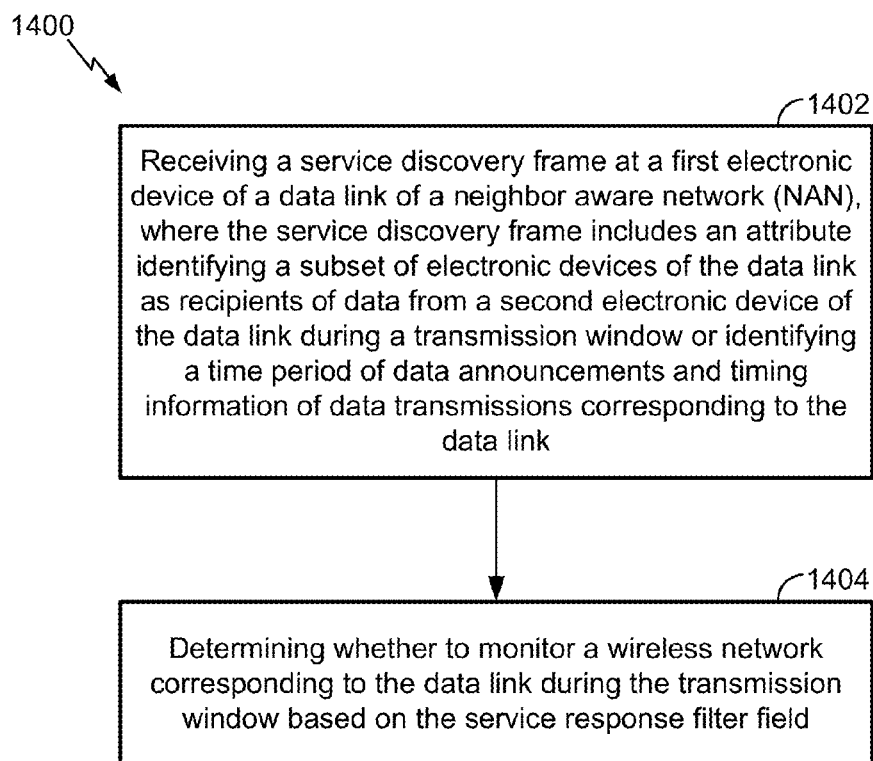 1400
1402
Receiving a service discovery frame at a first electronic
device of a data link of a neighbor aware network (NAN),
where the service discovery frame includes an attribute
identifying a subset of electronic devices of the data link
as recipients of data from a second electronic device of
the data link during a transmission window or identifying
a time period of data announcements and timing
information of data transmissions corresponding to the
data link
1404
Determining whether to monitor a wireless network
corresponding to the data link during the transmission
window based on the service response filter field